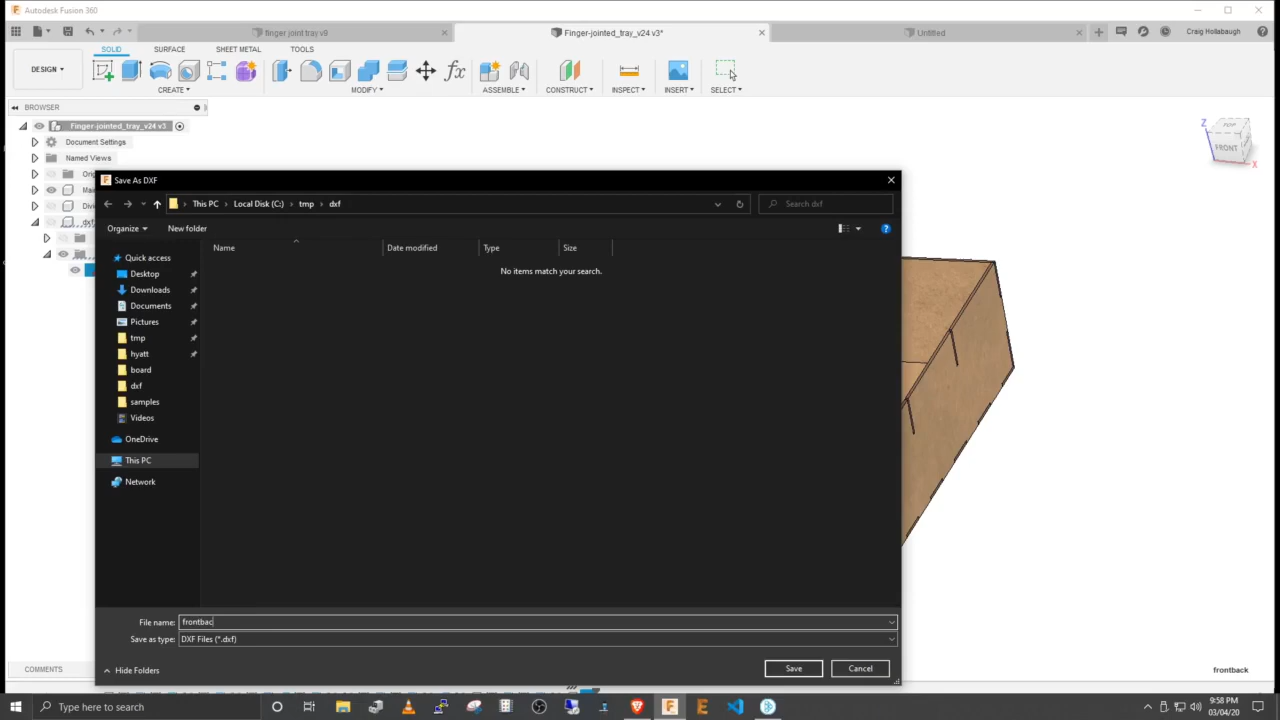 Autodesk Fusion 360
finger joint tray v8
Finger-jointed_tray_v24 v3*
Untitled
Craig Hollabaugh
SOLID SURFACE SHEET METAL TOOLS
DESIGN
CREATE MODIFY ASSEMBLE CONSTRUCT INSPECT INSERT SELECT
BROWSER
Finger-jointed_tray_v24 v3
Document Settings
Named Views
TOP
FRONT
Z
X
Save As DXF
This PC Local Disk (C:) tmp dxf
Search dxf
Organize New folder
Name Date modified Type Size
No items match your search.
Quick access
Desktop
Downloads
Documents
Pictures
tmp
hyatt
board
dxf
samples
Videos
OneDrive
This PC
Network
File name: frontbac
Save as type: DXF Files (*.dxf)
Hide Folders
Save
Cancel
COMMENTS
frontback
Type here to search
9:58 PM
03/04/20